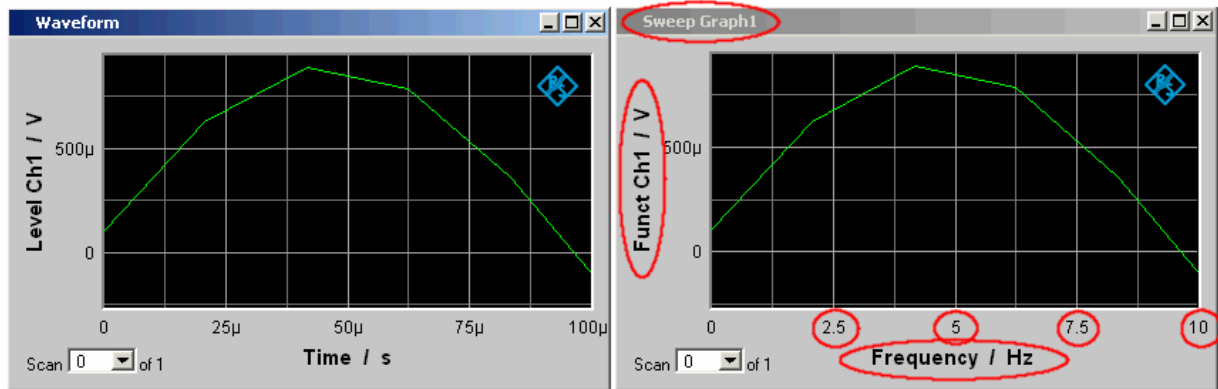 Waveform
Level Ch1 / V
500µ
0
0 25µ 50µ 75µ 100µ
Time / s
Scan 0 of 1
Sweep Graph1
Funct Ch1 / V
500µ
0
0 2.5 5 7.5 10
Frequency / Hz
Scan 0 of 1